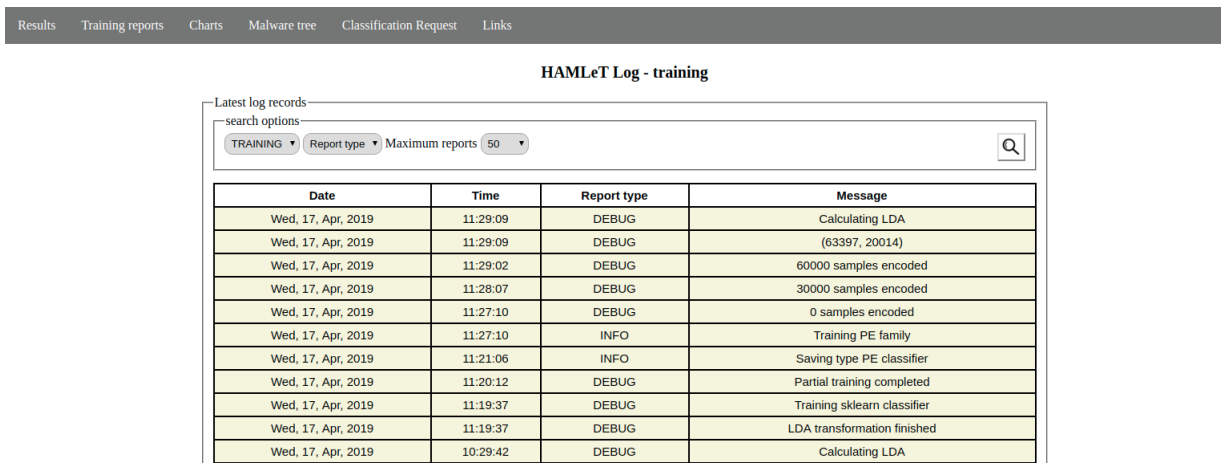 Results Training reports Charts Malware tree Classification Request Links
HAMLeT Log - training
Latest log records
search options
TRAINING Report type Maximum reports 50
Date Time Report type Message
Wed, 17, Apr, 2019 11:29:09 DEBUG Calculating LDA
Wed, 17, Apr, 2019 11:29:09 DEBUG (63397, 20014)
Wed, 17, Apr, 2019 11:29:02 DEBUG 60000 samples encoded
Wed, 17, Apr, 2019 11:28:07 DEBUG 30000 samples encoded
Wed, 17, Apr, 2019 11:27:10 DEBUG 0 samples encoded
Wed, 17, Apr, 2019 11:27:10 INFO Training PE family
Wed, 17, Apr, 2019 11:21:06 INFO Saving type PE classifier
Wed, 17, Apr, 2019 11:20:12 DEBUG Partial training completed
Wed, 17, Apr, 2019 11:19:37 DEBUG Training sklearn classifier
Wed, 17, Apr, 2019 11:19:37 DEBUG LDA transformation finished
Wed, 17, Apr, 2019 10:29:42 DEBUG Calculating LDA